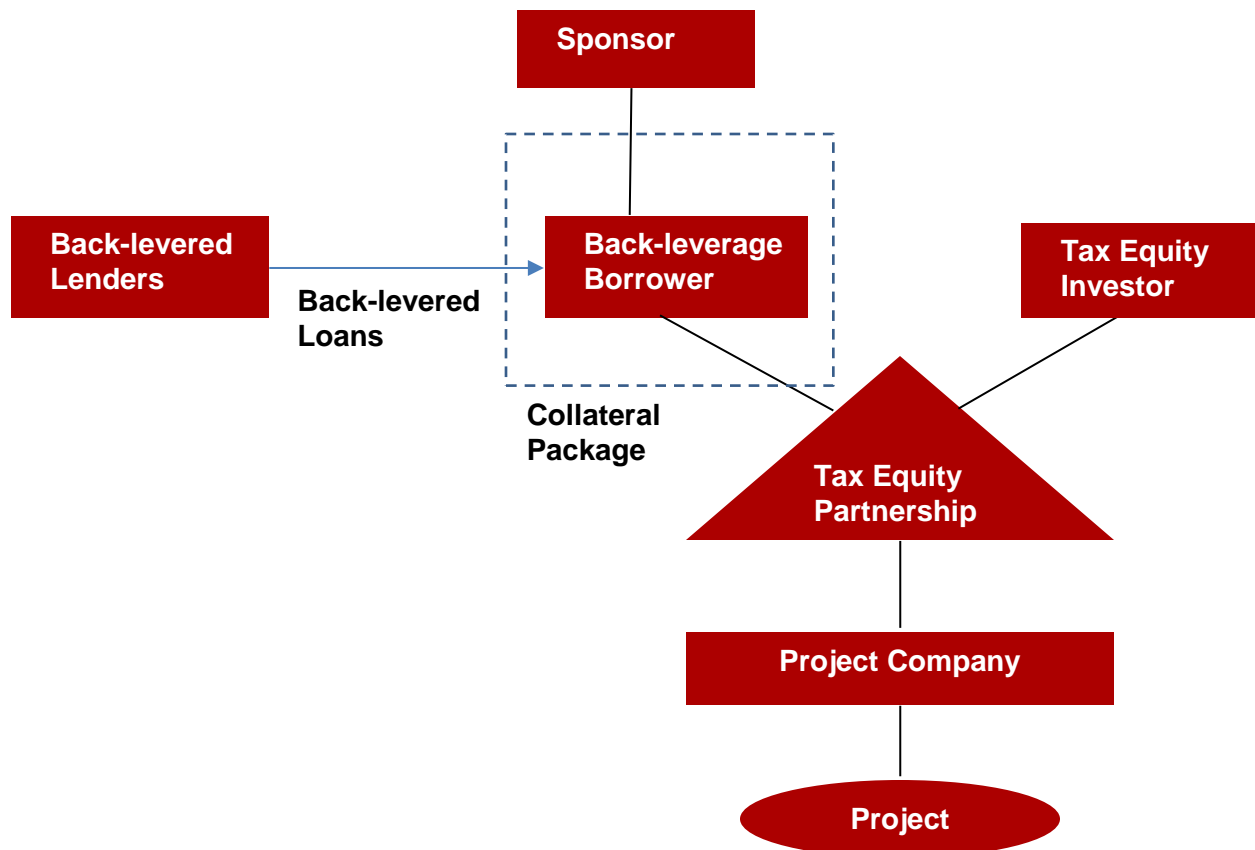 Sponsor
Back-levered
Lenders
Back-levered
Loans
Back-leverage
Borrower
Tax Equity
Investor
Collateral
Package
Tax Equity
Partnership
Project Company
Project